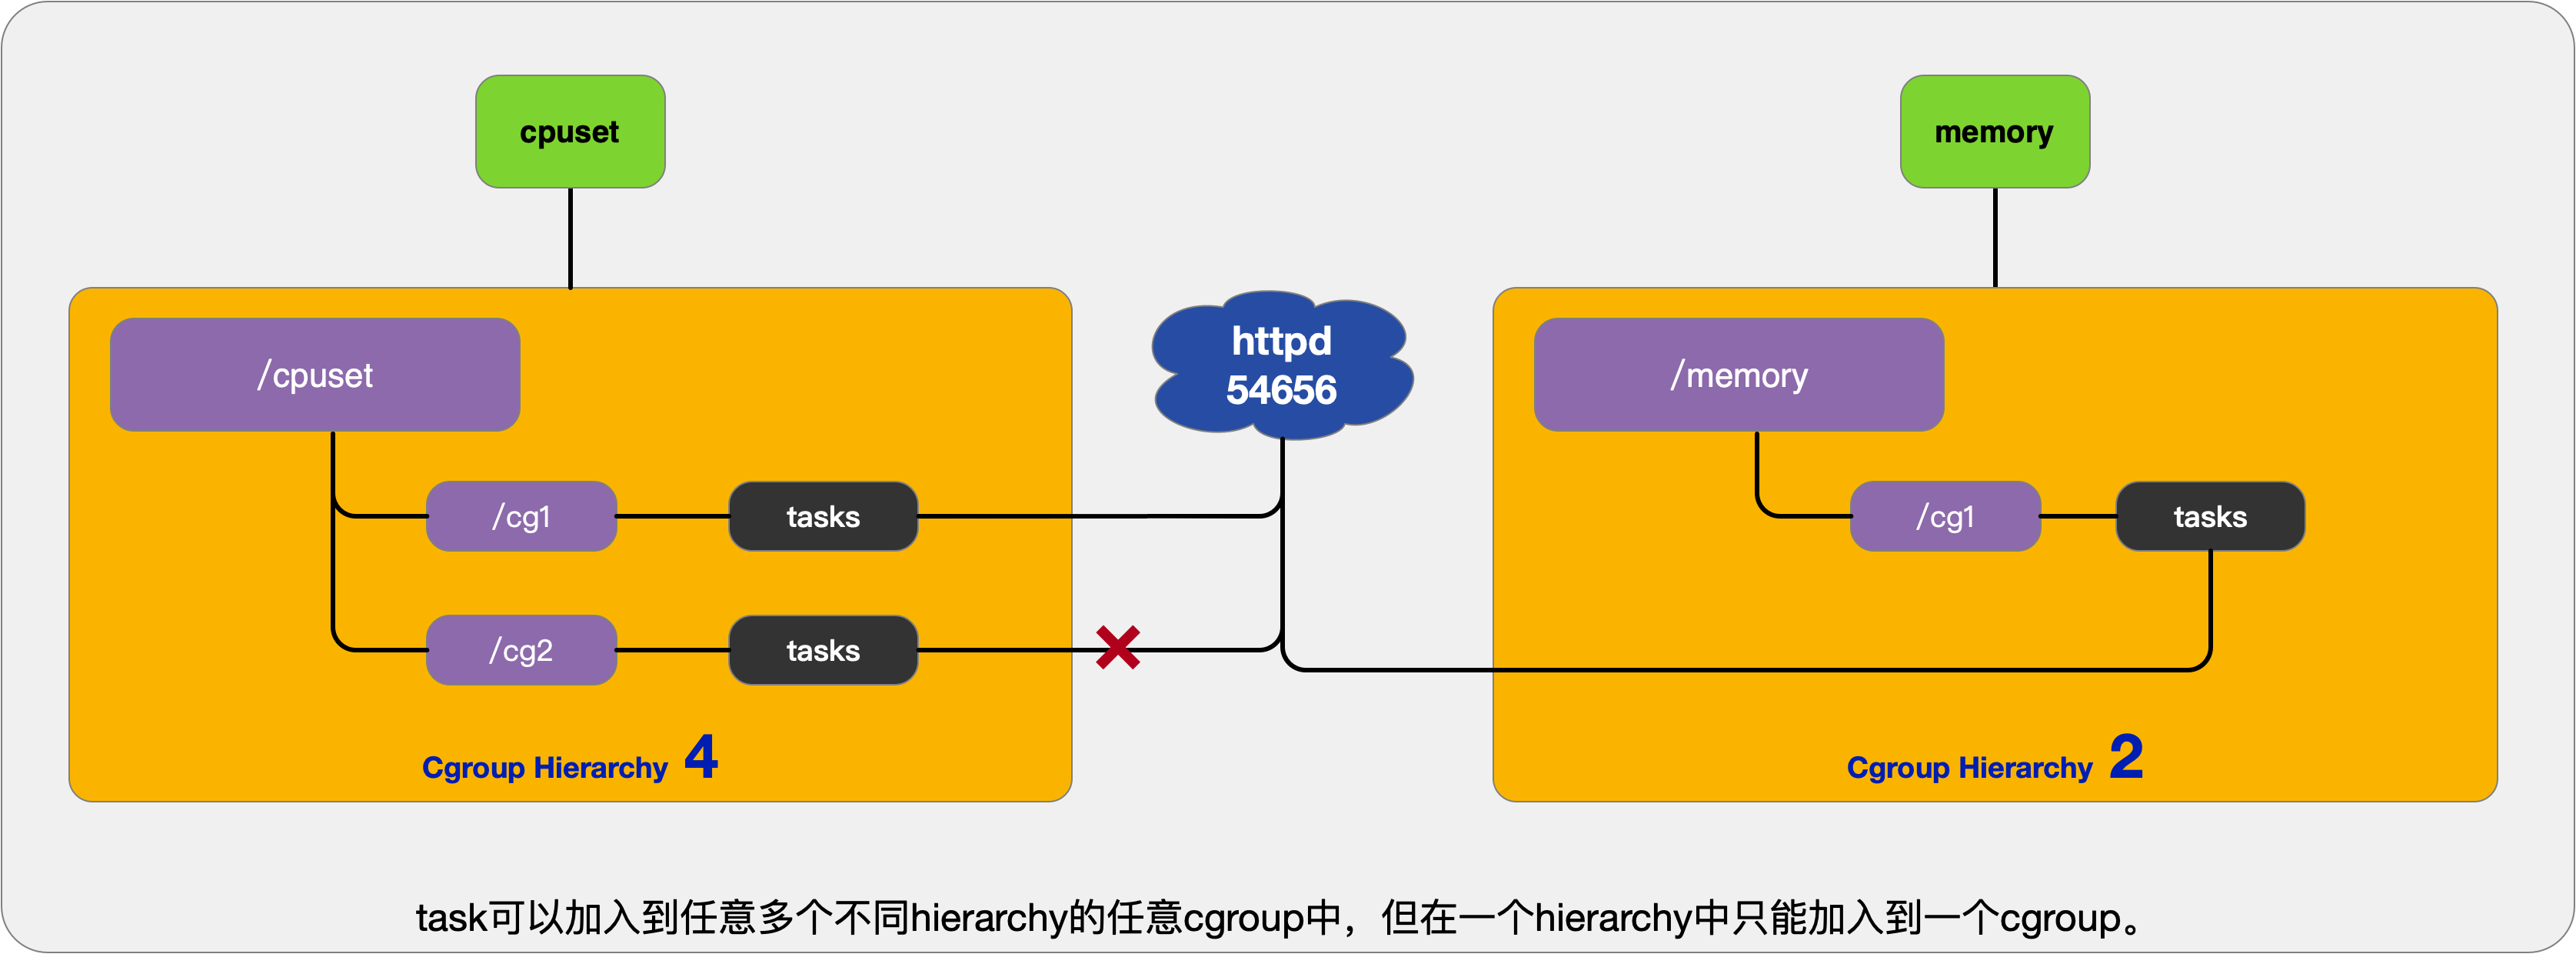 cpuset
memory
/cpuset
httpd
54656
/memory
/cg1
tasks
/cg1
tasks
/cg2
tasks
Cgroup Hierarchy 4
Cgroup Hierarchy 2
task可以加入到任意多个不同hierarchy的任意cgroup中，但在一个hierarchy中只能加入到一个cgroup。